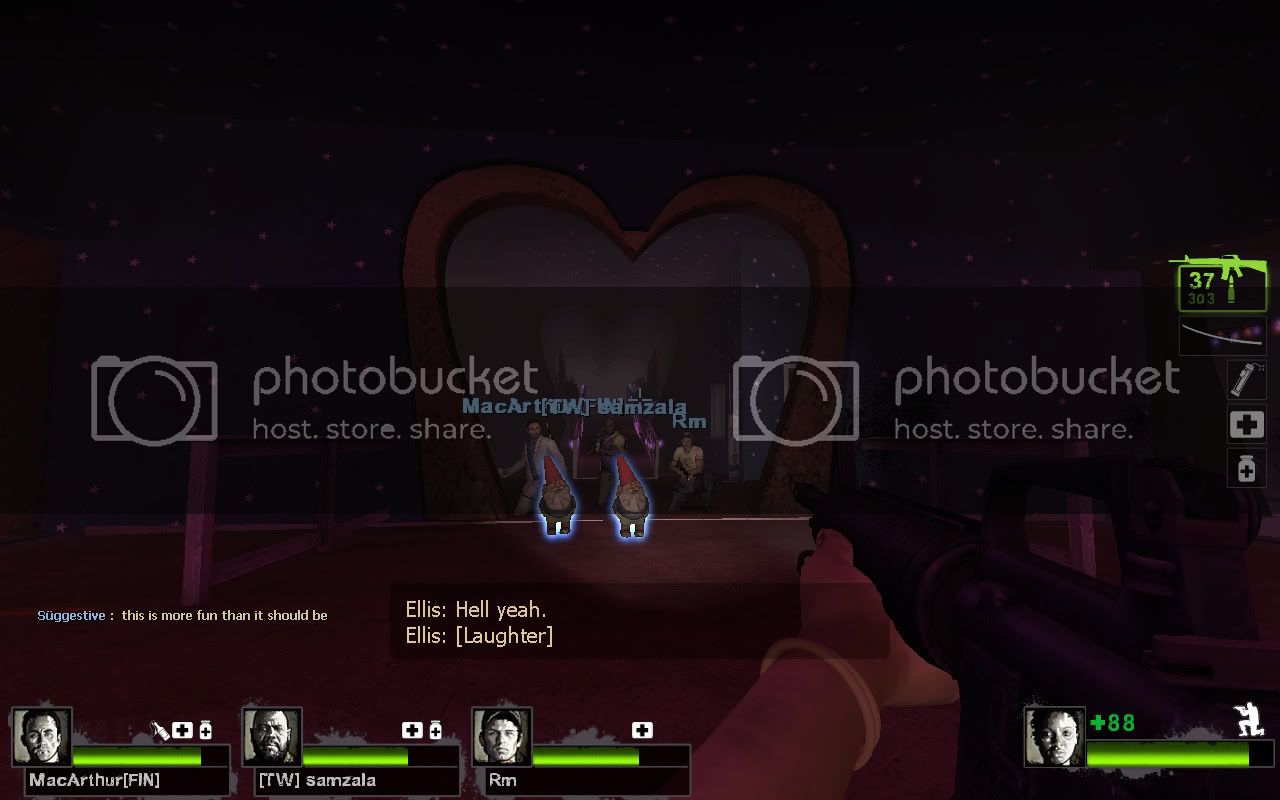 37
303
photobucket
host. store. share.
photobucket
host. store. share.
[TW] samzala
Rm
Süggestive : this is more fun than it should be
Ellis: Hell yeah.
Ellis: [Laughter]
+88
MacArthur[FIN]
[TW] samzala
Rm